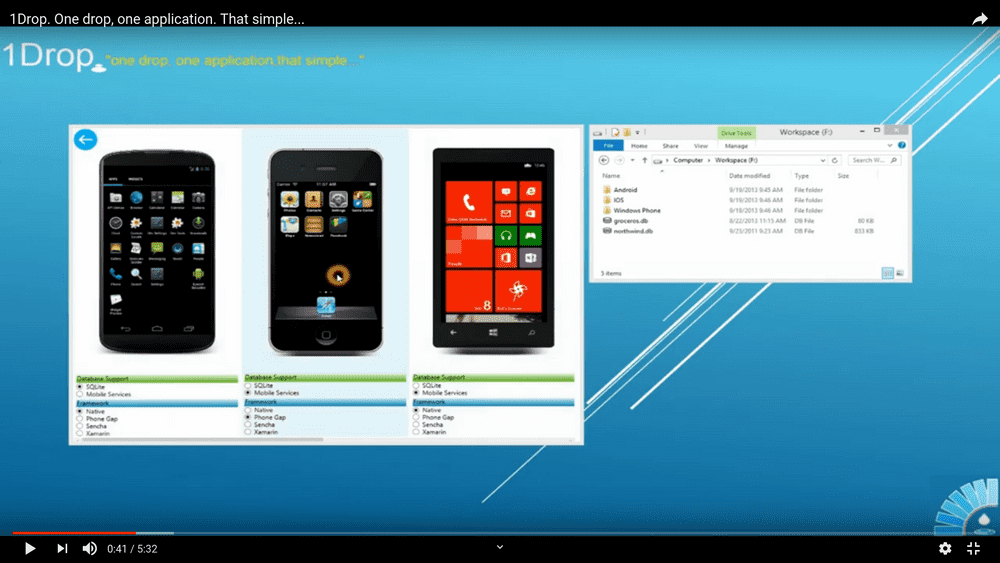 1Drop. One drop, one application. That simple...
1Drop "one drop. one application.that simple..."
Drive Tools
Workspace (F:)
File
Home
Share
View
Manage
Computer
Workspace (F:)
Search W...
Name
Date modified
Type
Size
Android
9/19/2013 9:45 AM
File folder
iOS
9/19/2013 9:46 AM
File folder
Windows Phone
9/19/2013 9:46 AM
File folder
groceros.db
9/22/2013 11:15 AM
DB File
80 KB
northwind.db
9/23/2011 9:23 AM
DB File
833 KB
5 items
8
Database Support
SQLite
Mobile Services
Framework
Native
Phone Gap
Sencha
Xamarin
Database Support
SQLite
Mobile Services
Framework
Native
Phone Gap
Sencha
Xamarin
Database Support
SQLite
Mobile Services
Framework
Native
Phone Gap
Sencha
Xamarin
0:41 / 5:32